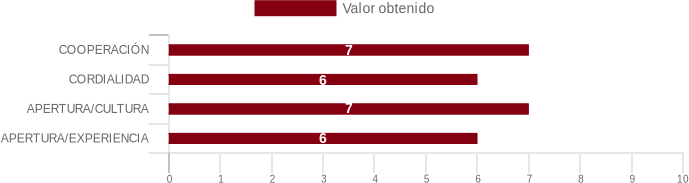 Valor obtenido
COOPERACIÓN 7
CORDIALIDAD 6
APERTURA/CULTURA 7
APERTURA/EXPERIENCIA 6
0 1 2 3 4 5 6 7 8 9 10